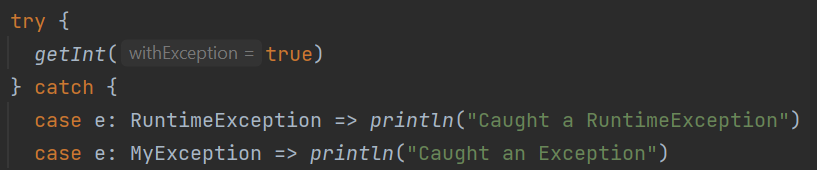 try {
getInt( withException = true)
} catch {
case e: RuntimeException => println("Caught a RuntimeException")
case e: MyException => println("Caught an Exception")